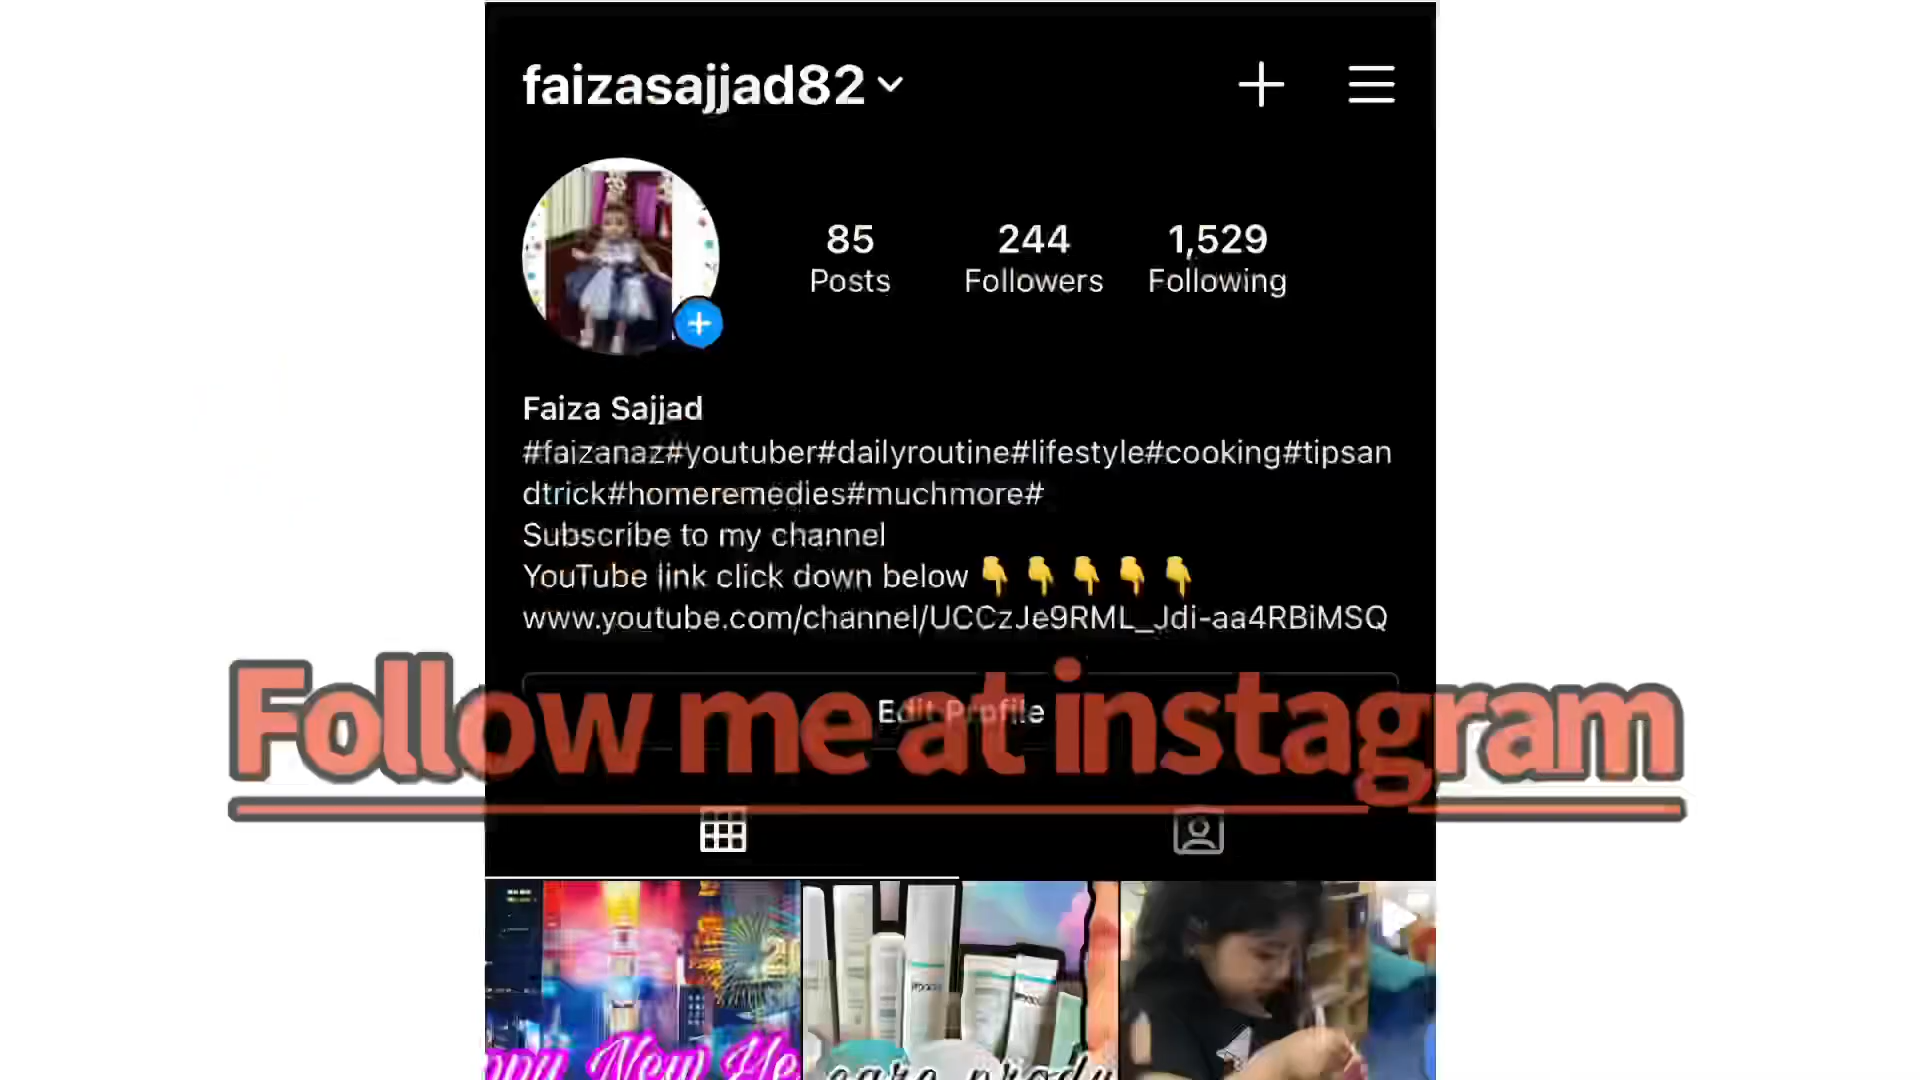 faizasajjad82
85 244 1,529
Posts Followers Following
Faiza Sajjad
#faizanaz#youtuber#dailyroutine#lifestyle#cooking#tipsan
dtrick#homeremedies#muchmore#
Subscribe to my channel
YouTube link click down below 👇 👇 👇 👇 👇
www.youtube.com/channel/UCCzJe9RML_Jdi-aa4RBiMSQ
Edit Profile
Follow me at instagram